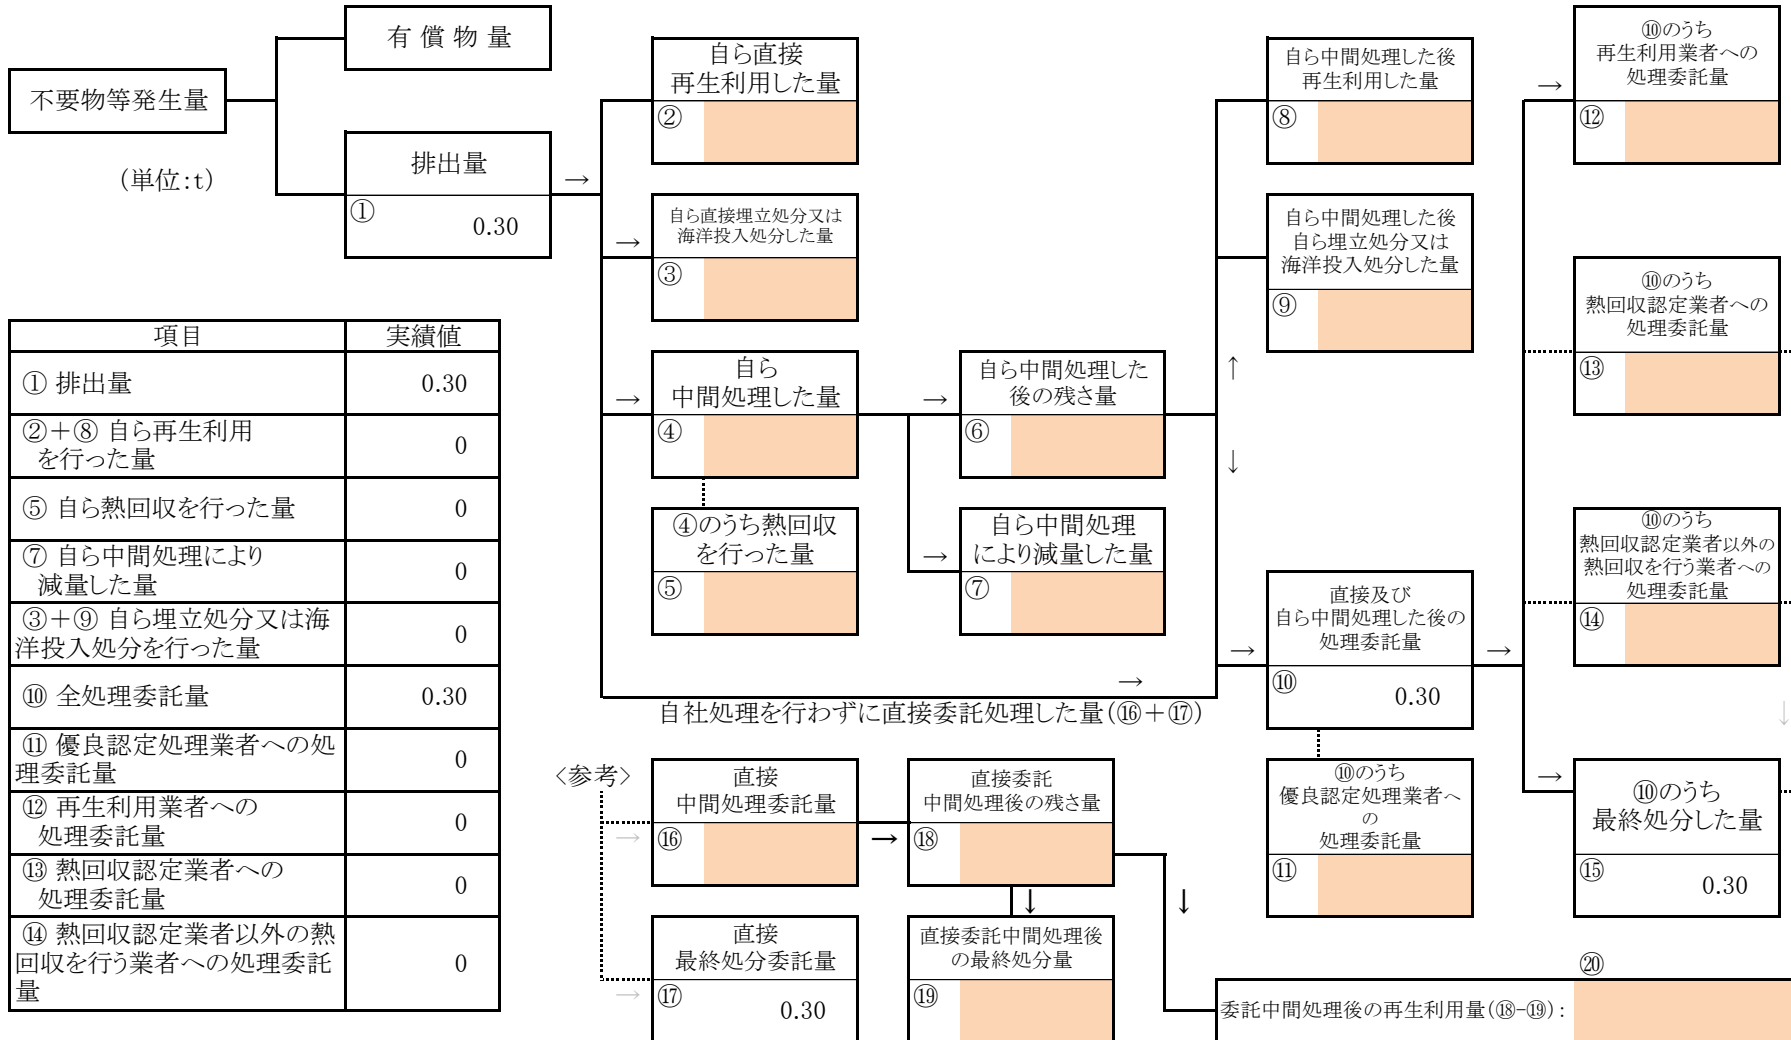 不要物等発生量
(単位:t)
有 償 物 量
排出量
①
0.30
→
自ら直接
再生利用した量
②
→
自ら直接埋立処分又は
海洋投入処分した量
③
→
自ら
中間処理した量
④
④のうち熱回収
を行った量
⑤
→
自ら中間処理した
後の残さ量
⑥
→
自ら中間処理
により減量した量
⑦
↑
↓
自ら中間処理した後
再生利用した量
⑧
自ら中間処理した後
自ら埋立処分又は
海洋投入処分した量
⑨
→
自社処理を行わずに直接委託処理した量(⑯+⑰)
→
直接及び
自ら中間処理した後の
処理委託量
⑩
0.30
→
⑩のうち
優良認定処理業者へ
の
処理委託量
⑪
→
⑩のうち
再生利用業者への
処理委託量
⑫
⑩のうち
熱回収認定業者への
処理委託量
⑬
⑩のうち
熱回収認定業者以外の
熱回収を行う業者への
処理委託量
⑭
↓
→
⑩のうち
最終処分した量
⑮
0.30
項目 実績値
① 排出量 0.30
②+⑧ 自ら再生利用
を行った量 0
⑤ 自ら熱回収を行った量 0
⑦ 自ら中間処理により
減量した量 0
③+⑨ 自ら埋立処分又は海
洋投入処分を行った量 0
⑩ 全処理委託量 0.30
⑪ 優良認定処理業者への処
理委託量 0
⑫ 再生利用業者への
処理委託量 0
⑬ 熱回収認定業者への
処理委託量 0
⑭ 熱回収認定業者以外の熱
回収を行う業者への処理委託
量 0
〈参考〉
→
直接
中間処理委託量
⑯
→
直接委託
中間処理後の残さ量
⑱
↓
↓
→
直接
最終処分委託量
⑰
0.30
直接委託中間処理後
の最終処分量
⑲
⑳
委託中間処理後の再生利用量(⑱-⑲):